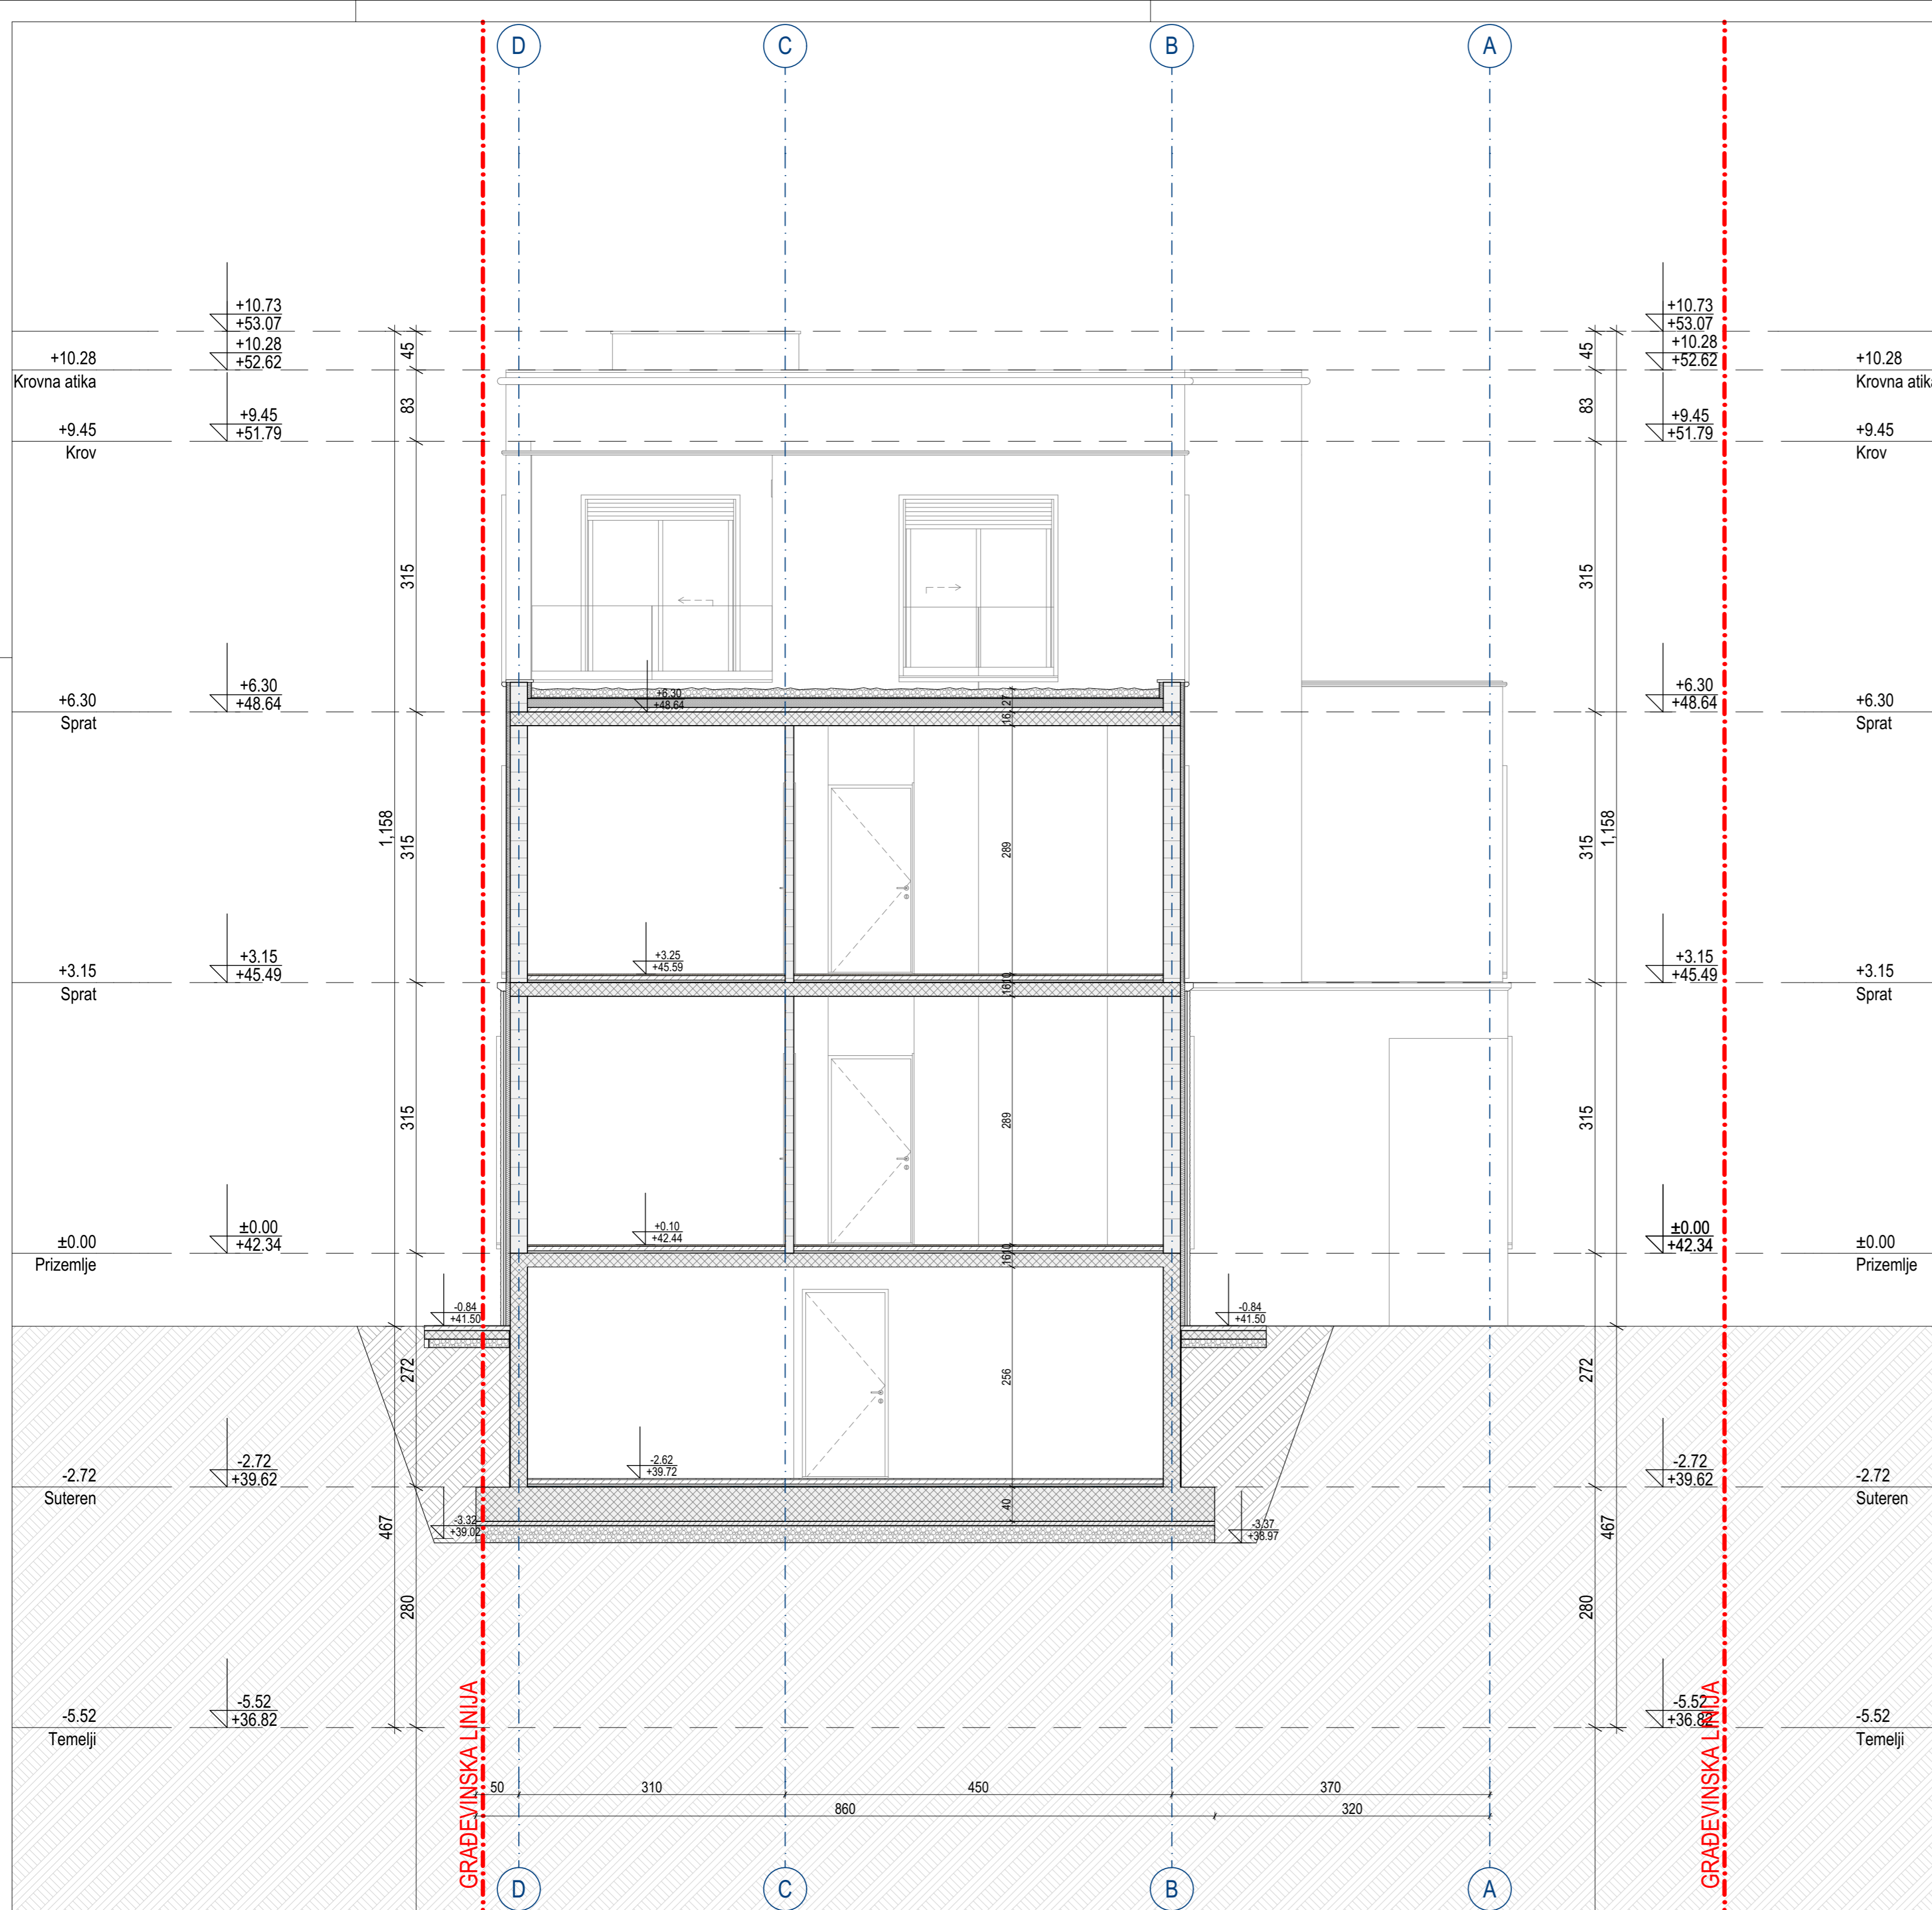 D C B A
+10.73 +10.73
+53.07 +53.07
45 45
+10.28 +10.28
+10.28 +52.62 +52.62 +10.28
Krovna atika Krovna atika
83 83
+9.45 +9.45
+9.45 +51.79 +51.79 +9.45
Krov Krov
315 315
+6.30 +6.30 +6.30
+6.30 +48.64 +48.64 +48.64 +6.30
Sprat Sprat
27
16
1,158 315 289 315 1,158
+3.15 +3.25 +3.15
+3.15 +45.49 +45.59 +45.49 +3.15
Sprat Sprat
10
16
315 289 315
±0.00 +0.10 ±0.00
±0.00 +42.34 +42.44 +42.34 ±0.00
Prizemlje Prizemlje
10
16
-0.84 -0.84
+41.50 +41.50
272 256 272
-2.72 -2.62 -2.72
-2.72 +39.62 +39.72 +39.62 -2.72
Suteren Suteren
40
467 467
-3.32 -3.37
+39.02 +38.97
280 280
-5.52 -5.52
-5.52 +36.82 +36.82 -5.52
Temelji Temelji
GRAĐEVINSKA LINIJA GRAĐEVINSKA LINIJA
50 310 450 370
860 320
D C B A